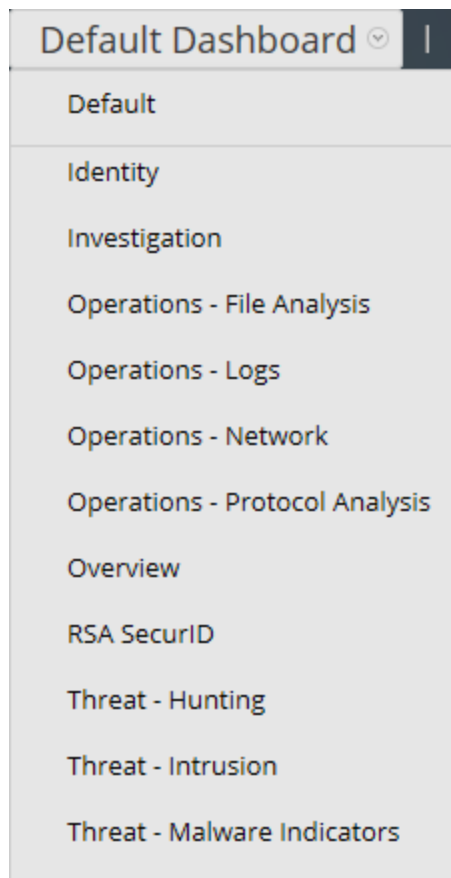 Default Dashboard
Default
Identity
Investigation
Operations - File Analysis
Operations - Logs
Operations - Network
Operations - Protocol Analysis
Overview
RSA SecurID
Threat - Hunting
Threat - Intrusion
Threat - Malware Indicators